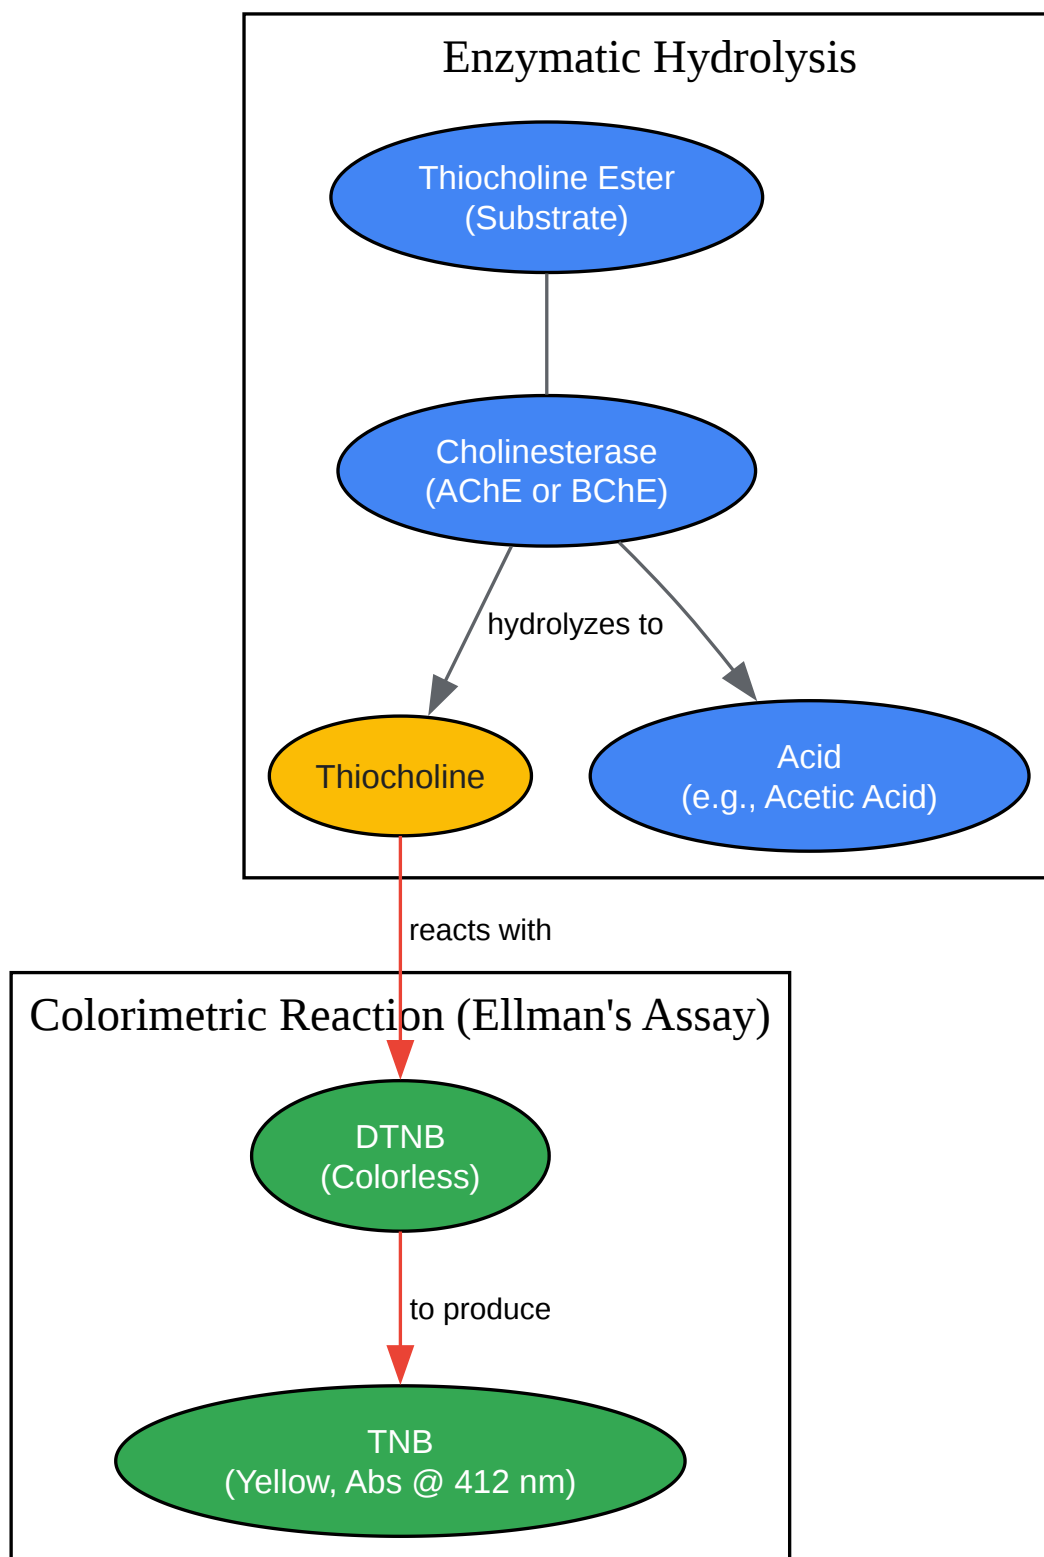 Enzymatic Hydrolysis
Thiocholine Ester
(Substrate)
Cholinesterase
(AChE or BChE)
hydrolyzes to
Thiocholine
Acid
(e.g., Acetic Acid)
reacts with
Colorimetric Reaction (Ellman's Assay)
DTNB
(Colorless)
to produce
TNB
(Yellow, Abs @ 412 nm)